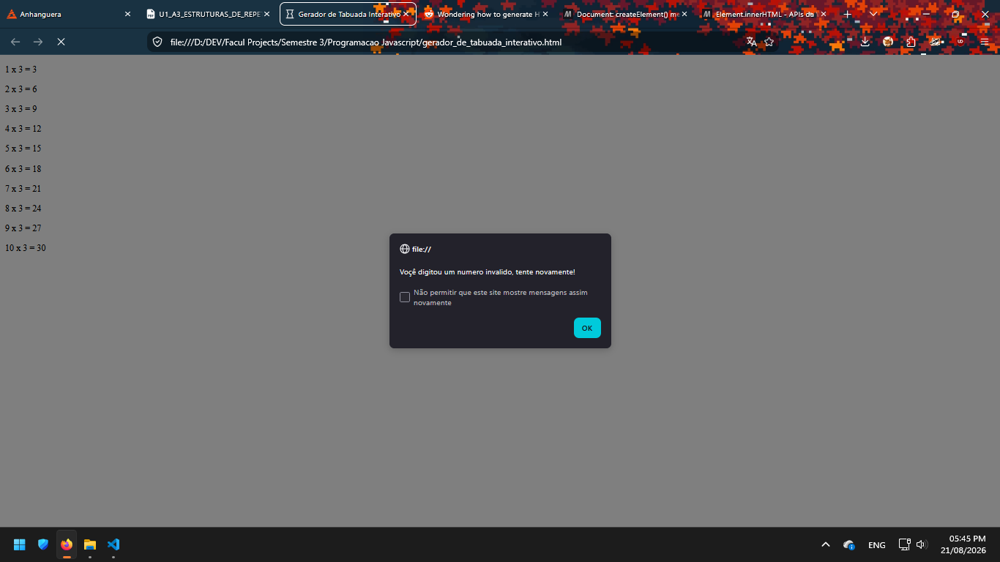 Anhanguera
U1_A3_ESTRUTURAS_DE_REPE
Gerador de Tabuada Interativo
Wondering how to generate H
Document: createElement() me
Element.innerHTML - APIs da
file:///D:/DEV/Facul Projects/Semestre 3/Programacao Javascript/gerador_de_tabuada_interativo.html
1 x 3 = 3
2 x 3 = 6
3 x 3 = 9
4 x 3 = 12
5 x 3 = 15
6 x 3 = 18
7 x 3 = 21
8 x 3 = 24
9 x 3 = 27
10 x 3 = 30
file://
Voçê digitou um numero invalido, tente novamente!
Não permitir que este site mostre mensagens assim
novamente
OK
ENG
05:45 PM
21/08/2026